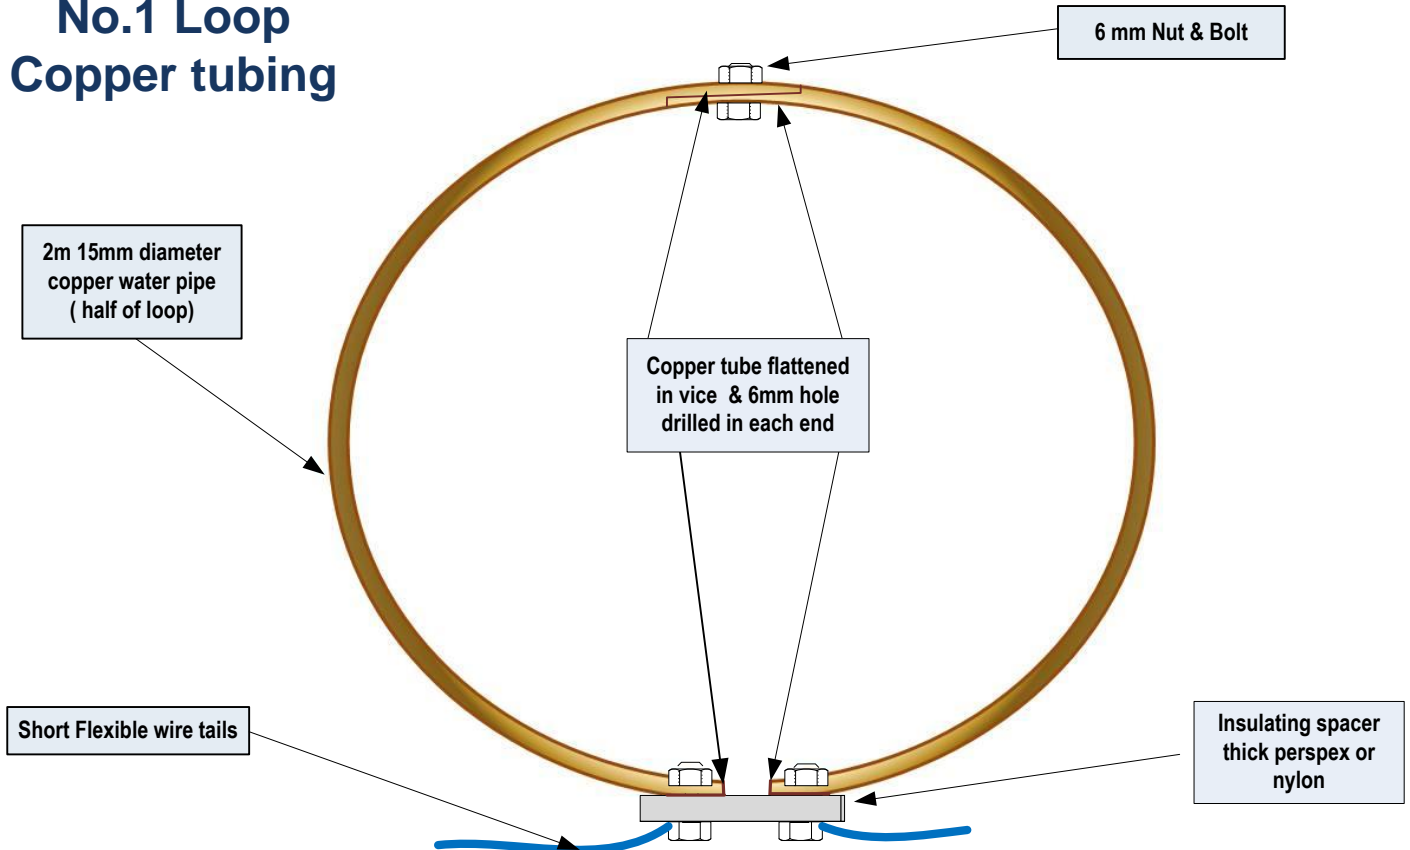 No.1 Loop
Copper tubing
6 mm Nut & Bolt
2m 15mm diameter
copper water pipe
( half of loop)
Copper tube flattened
in vice & 6mm hole
drilled in each end
Short Flexible wire tails
Insulating spacer
thick perspex or
nylon